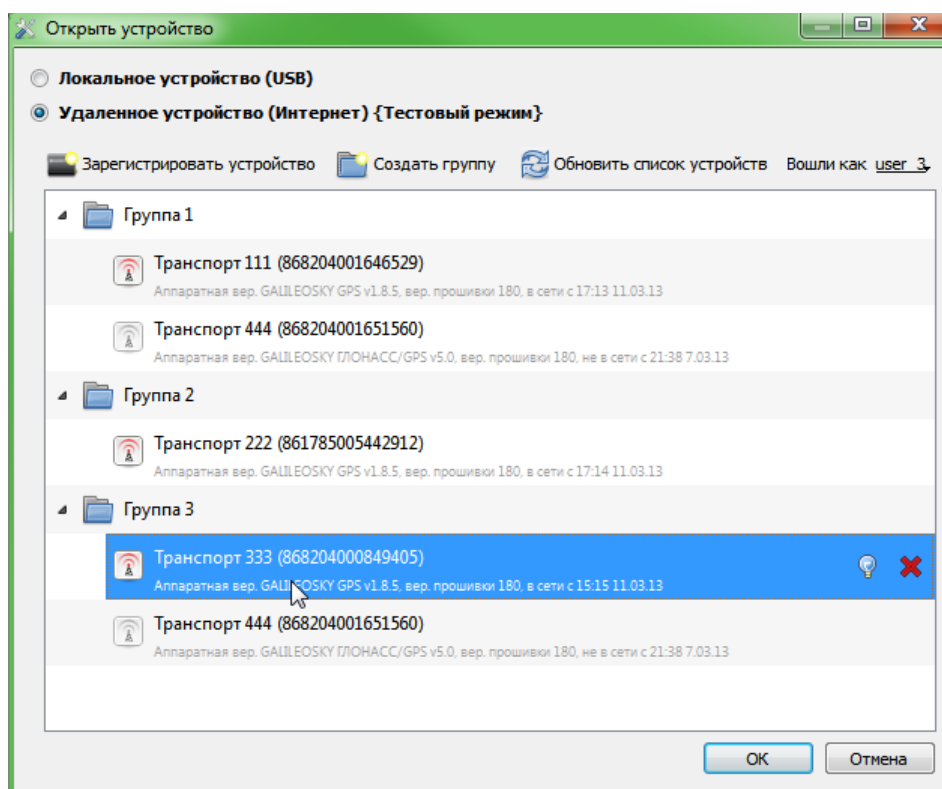 Открыть устройство
Локальное устройство (USB)
Удаленное устройство (Интернет) {Тестовый режим}
Зарегистрировать устройство Создать группу Обновить список устройств Вошли как user_3
Группа 1
Транспорт 111 (868204001646529)
Аппаратная вер. GALILEOSKY GPS v1.8.5, вер. прошивки 180, в сети с 17:13 11.03.13
Транспорт 444 (868204001651560)
Аппаратная вер. GALILEOSKY ГЛОНАСС/GPS v5.0, вер. прошивки 180, не в сети с 21:38 7.03.13
Группа 2
Транспорт 222 (861785005442912)
Аппаратная вер. GALILEOSKY GPS v1.8.5, вер. прошивки 180, в сети с 17:14 11.03.13
Группа 3
Транспорт 333 (868204000849405)
Аппаратная вер. GALILEOSKY GPS v1.8.5, вер. прошивки 180, в сети с 15:15 11.03.13
Транспорт 444 (868204001651560)
Аппаратная вер. GALILEOSKY ГЛОНАСС/GPS v5.0, вер. прошивки 180, не в сети с 21:38 7.03.13
OK Отмена